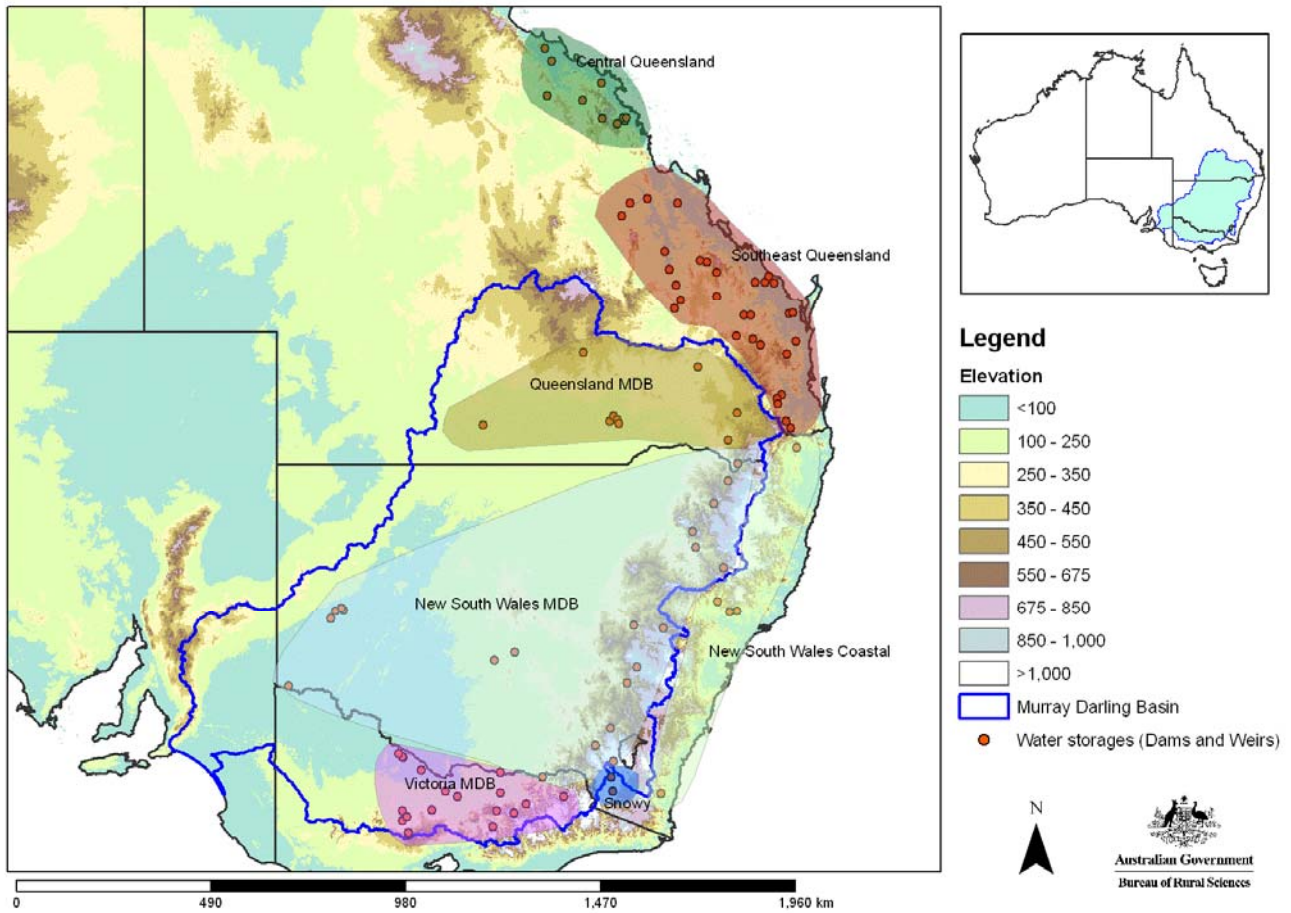 Central Queensland
Southeast Queensland
Queensland MDB
New South Wales MDB
New South Wales Coastal
Victoria MDB
Snowy
Legend
Elevation
<100
100 - 250
250 - 350
350 - 450
450 - 550
550 - 675
675 - 850
850 - 1,000
>1,000
Murray Darling Basin
Water storages (Dams and Weirs)
N
Australian Government
Bureau of Rural Sciences
0 490 980 1,470 1,960 km